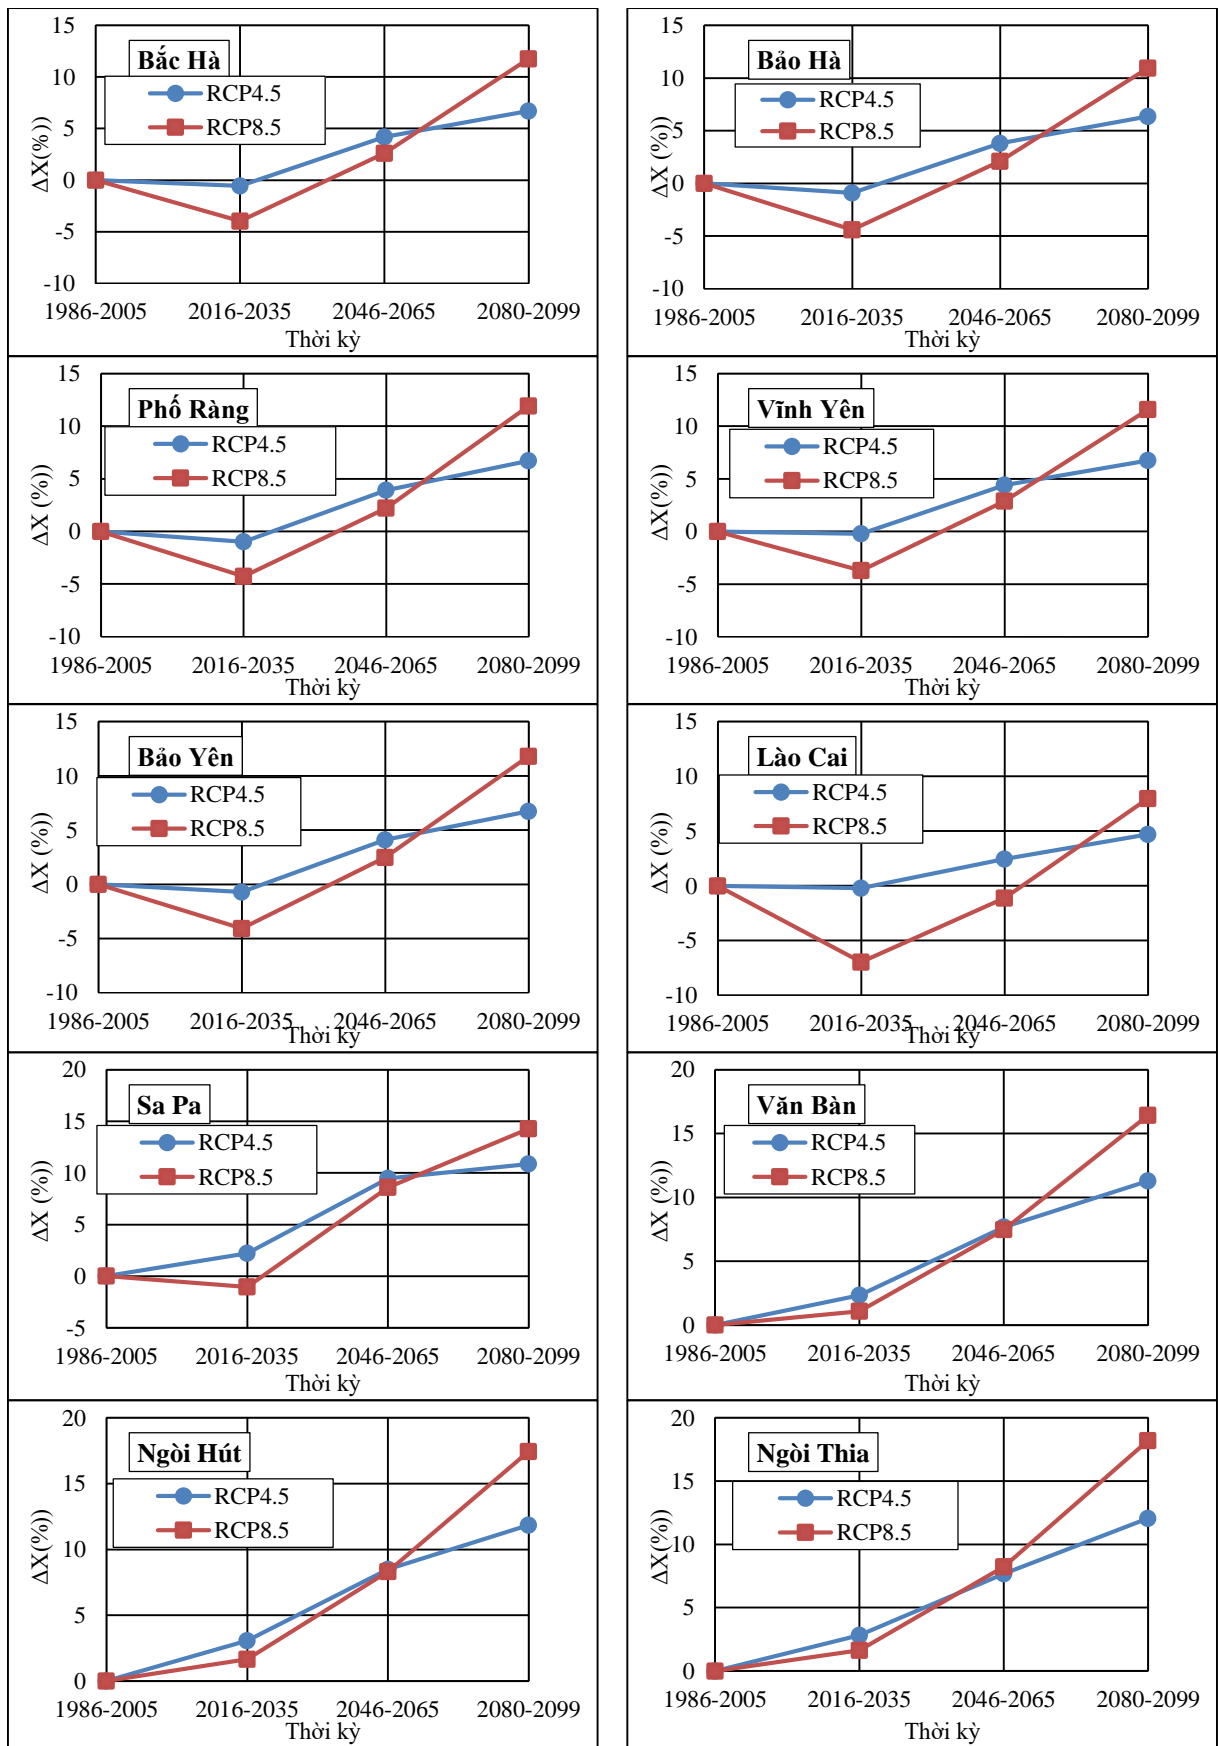 Bắc Hà
RCP4.5
RCP8.5
ΔX(%))
15
10
5
0
-5
-10
1986-2005 2016-2035 2046-2065 2080-2099
Thời kỳ
Bảo Hà
RCP4.5
RCP8.5
ΔX (%))
15
10
5
0
-5
-10
1986-2005 2016-2035 2046-2065 2080-2099
Thời kỳ
Phố Ràng
RCP4.5
RCP8.5
ΔX (%))
15
10
5
0
-5
-10
1986-2005 2016-2035 2046-2065 2080-2099
Thời kỳ
Vĩnh Yên
RCP4.5
RCP8.5
ΔX(%))
15
10
5
0
-5
-10
1986-2005 2016-2035 2046-2065 2080-2099
Thời kỳ
Bảo Yên
RCP4.5
RCP8.5
ΔX (%))
15
10
5
0
-5
-10
1986-2005 2016-2035 2046-2065 2080-2099
Thời kỳ
Lào Cai
RCP4.5
RCP8.5
ΔX (%))
15
10
5
0
-5
-10
1986-2005 2016-2035 2046-2065 2080-2099
Thời kỳ
Sa Pa
RCP4.5
RCP8.5
ΔX (%))
20
15
10
5
0
-5
1986-2005 2016-2035 2046-2065 2080-2099
Thời kỳ
Văn Bàn
RCP4.5
RCP8.5
ΔX (%))
20
15
10
5
0
1986-2005 2016-2035 2046-2065 2080-2099
Thời kỳ
Ngòi Hút
RCP4.5
RCP8.5
ΔX(%))
20
15
10
5
0
1986-2005 2016-2035 2046-2065 2080-2099
Thời kỳ
Ngòi Thia
RCP4.5
RCP8.5
ΔX(%))
20
15
10
5
0
1986-2005 2016-2035 2046-2065 2080-2099
Thời kỳ